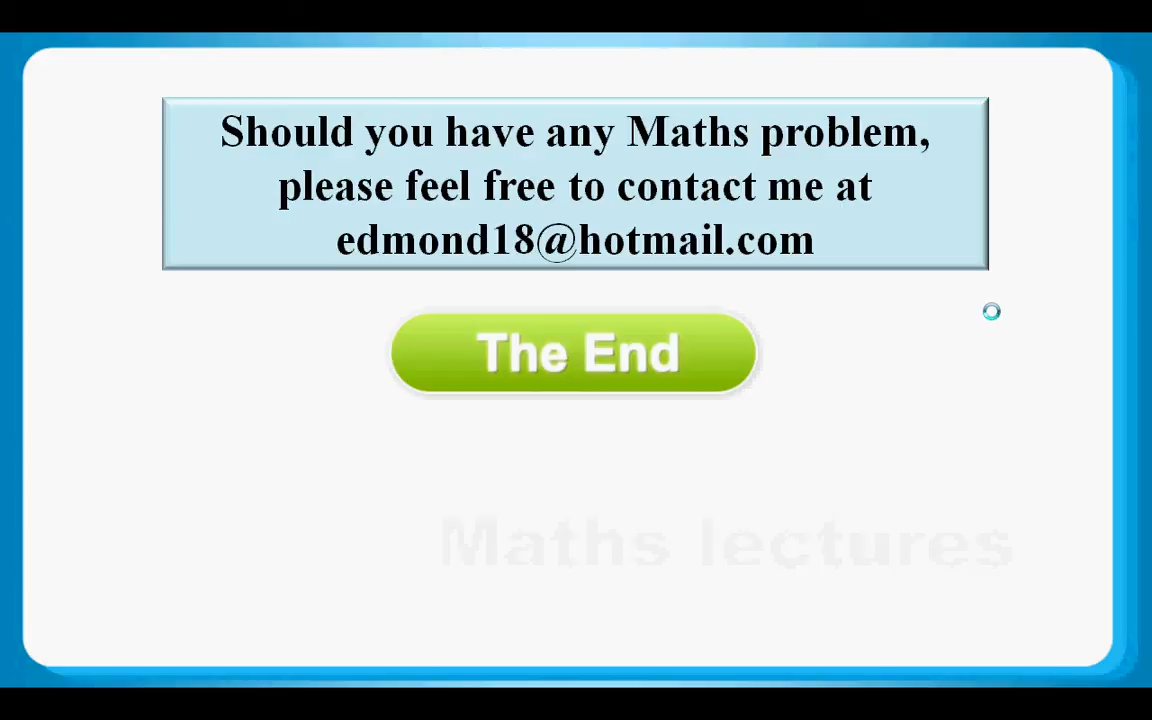 Should you have any Maths problem,
please feel free to contact me at
edmond18@hotmail.com
The End
Maths lectures